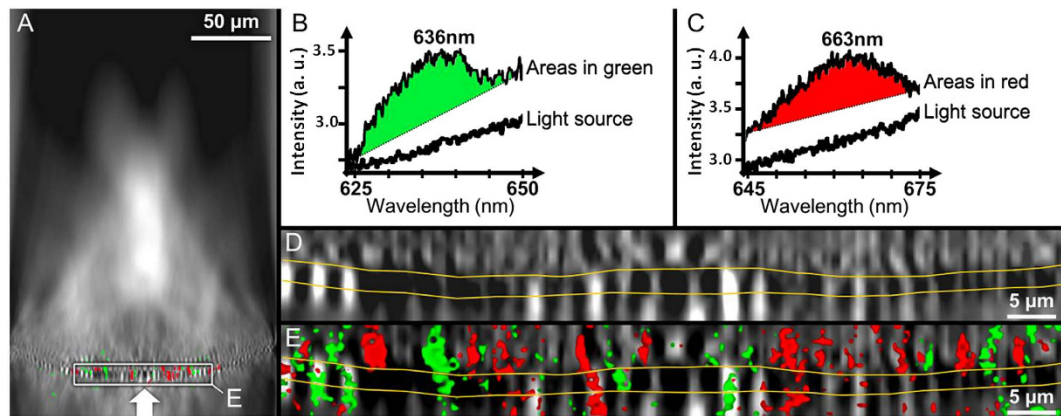 A
50 µm
E
B
636nm
3.5
3.0
Intensity (a. u.)
Areas in green
Light source
625
650
Wavelength (nm)
C
663nm
4.0
3.5
3.0
Intensity (a. u.)
Areas in red
Light source
645
675
Wavelength (nm)
D
5 µm
E
5 µm